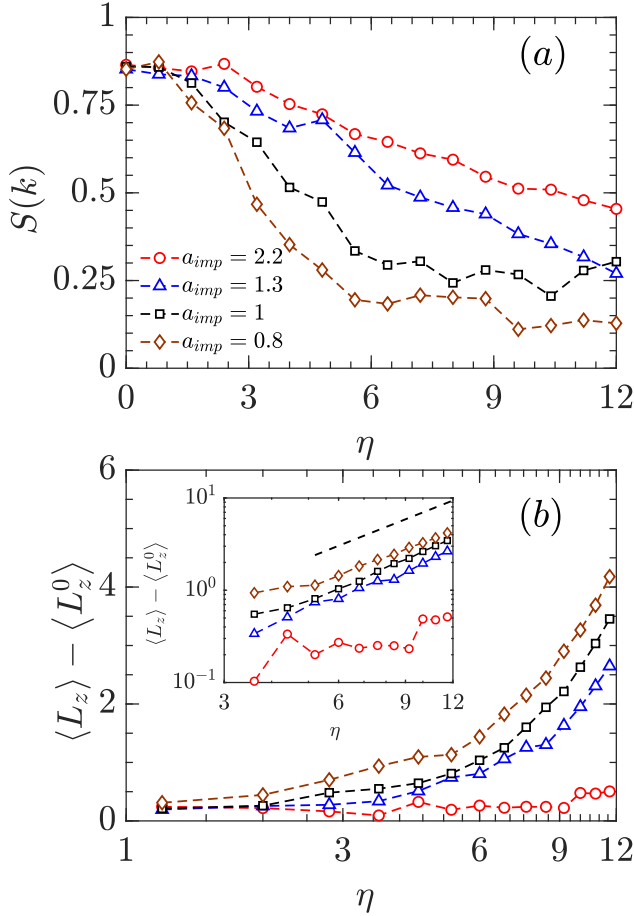 (a)
S(k)
1
0.75
0.5
0.25
0
a_imp = 2.2
a_imp = 1.3
a_imp = 1
a_imp = 0.8
0 3 6 9 12
η
(b)
⟨L_z⟩ − ⟨L_z^0⟩
6
4
2
0
⟨L_z⟩ − ⟨L_z^0⟩
10^1
10^0
10^−1
3 6 9 12
η
1 3 6 9 12
η